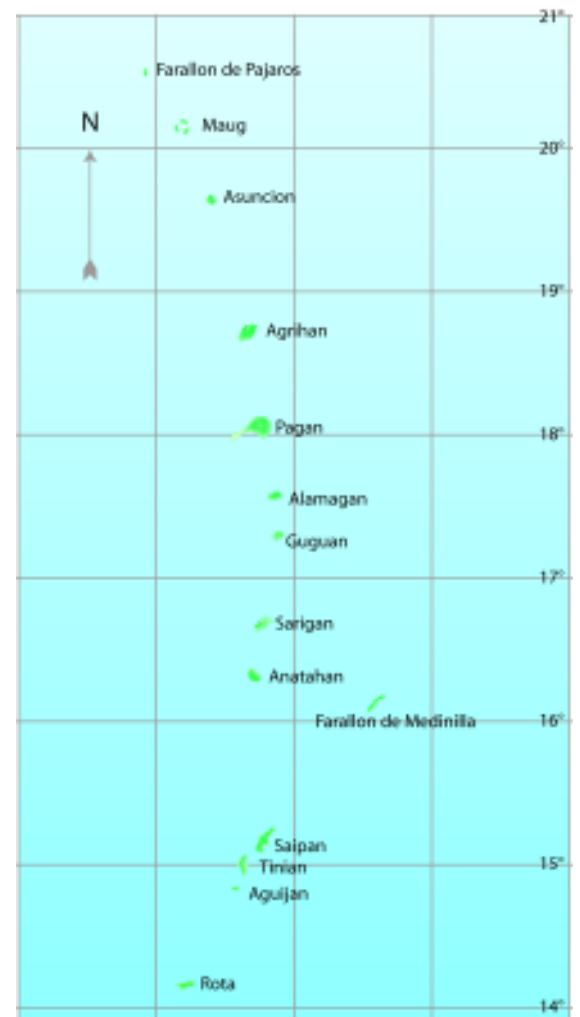 21°
Farallon de Pajaros
N
Maug
20°
Asuncion
19°
Agrihan
Pagan
18°
Alamagan
Guguan
17°
Sarigan
Anatahan
Farallon de Medinilla
16°
Saipan
15°
Tinian
Aguijan
Rota
14°